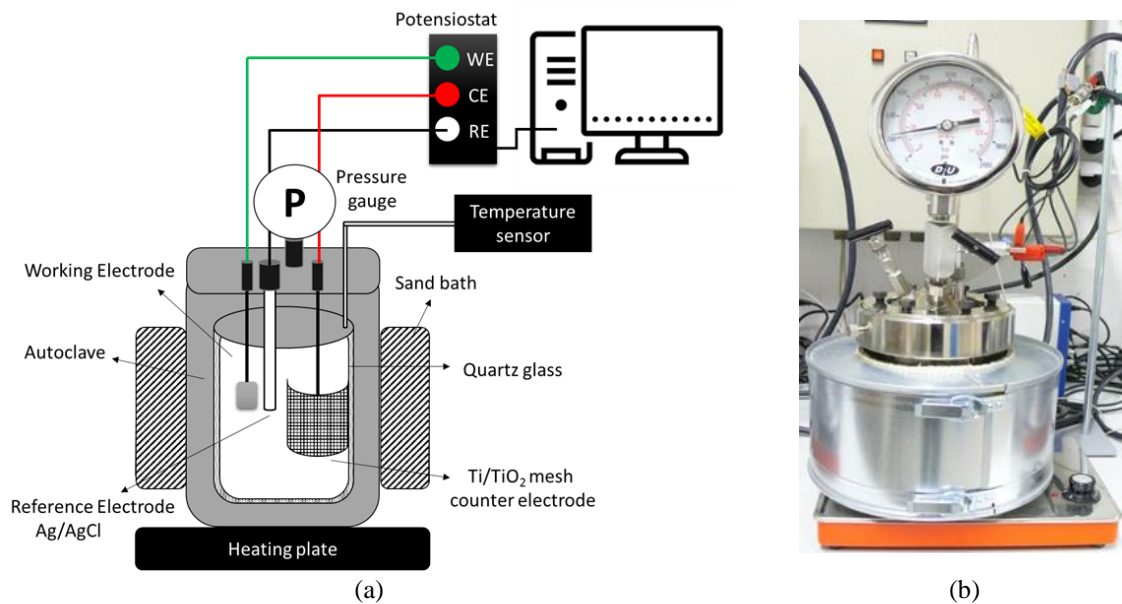 Potensiostat
WE
CE
RE
Pressure
gauge
P
Temperature
sensor
Working Electrode
Sand bath
Autoclave
Quartz glass
Reference Electrode
Ag/AgCl
Ti/TiO₂ mesh
counter electrode
Heating plate
(a)
(b)